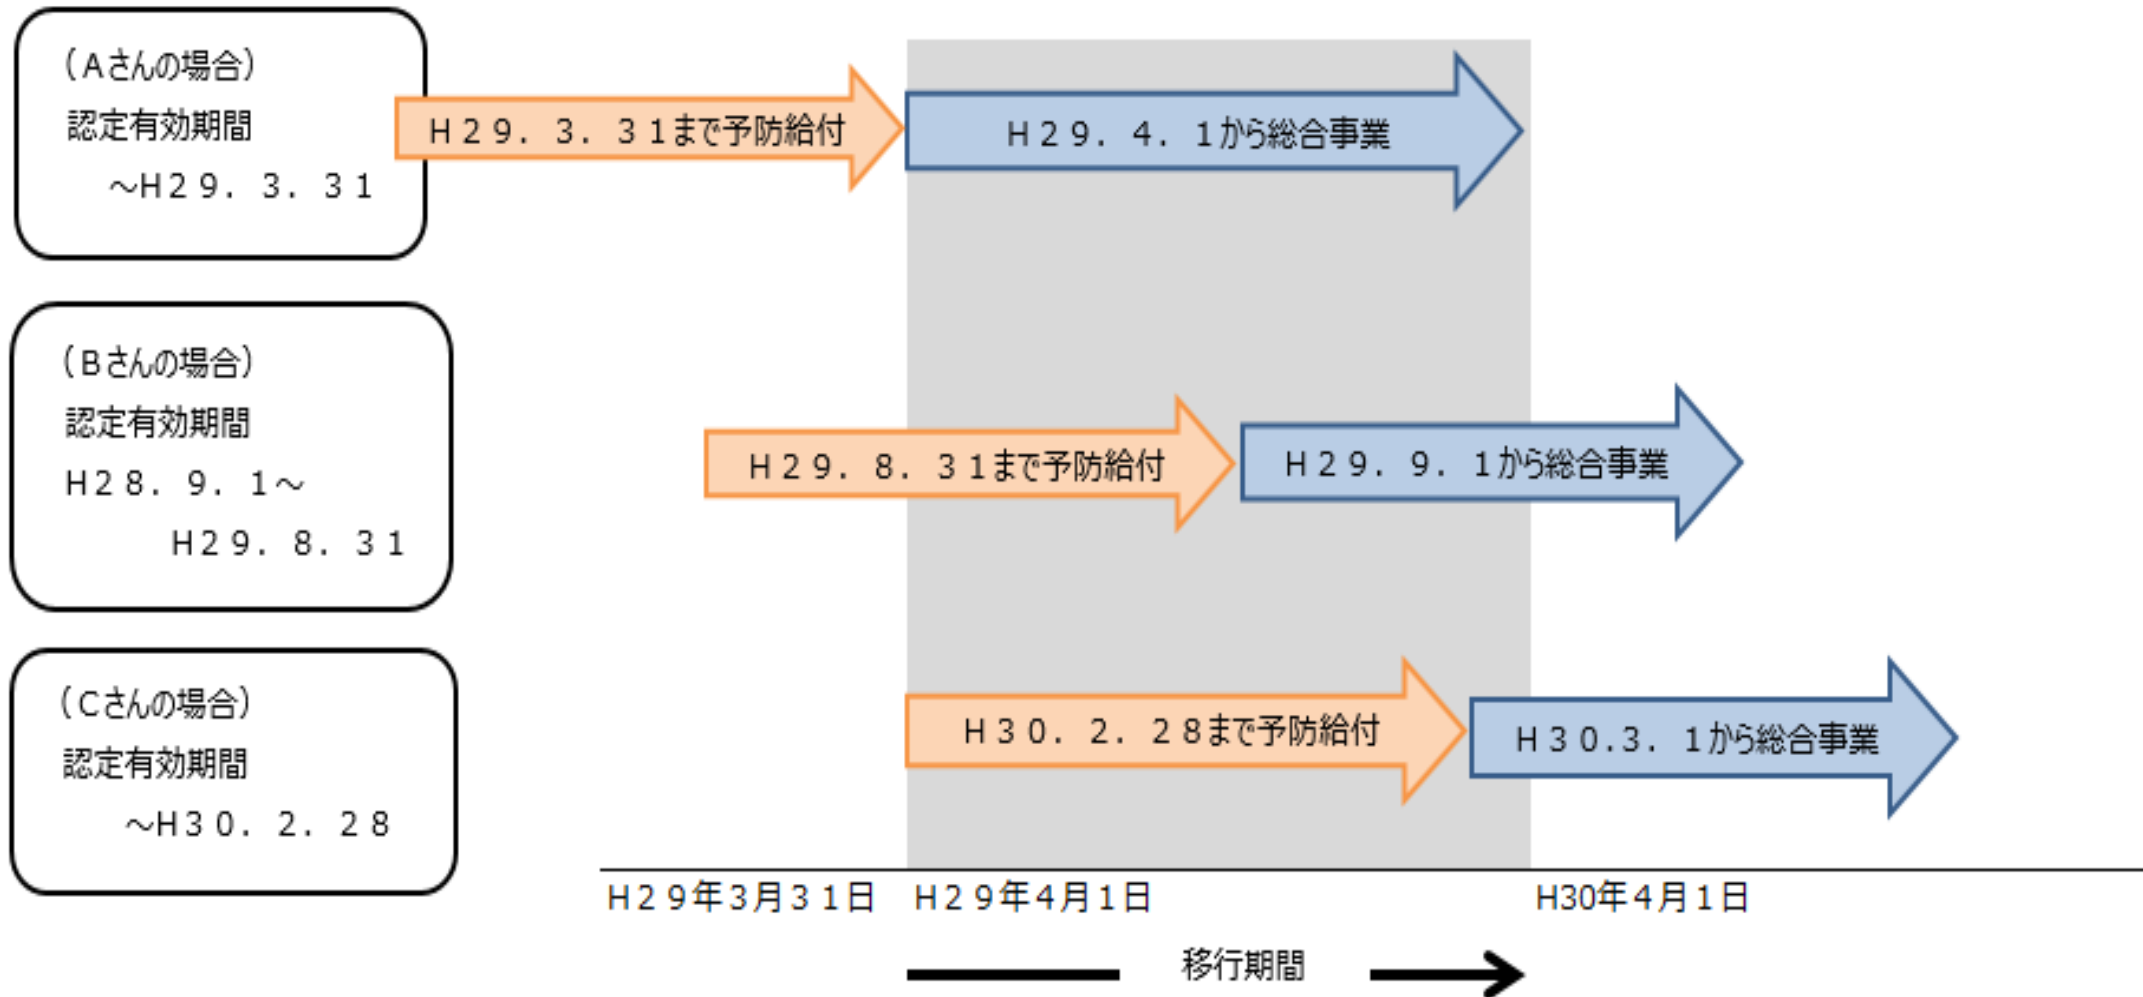 （Aさんの場合）
認定有効期間
～H２９．３．３１
H２９．３．３１まで予防給付
H２９．４．１から総合事業
（Bさんの場合）
認定有効期間
H２８．９．１～
H２９．８．３１
H２９．８．３１まで予防給付
H２９．９．１から総合事業
（Cさんの場合）
認定有効期間
～H３０．２．２８
H３０．２．２８まで予防給付
H３０.３．１から総合事業
H２９年３月３１日
H２９年４月１日
H30年４月１日
移行期間